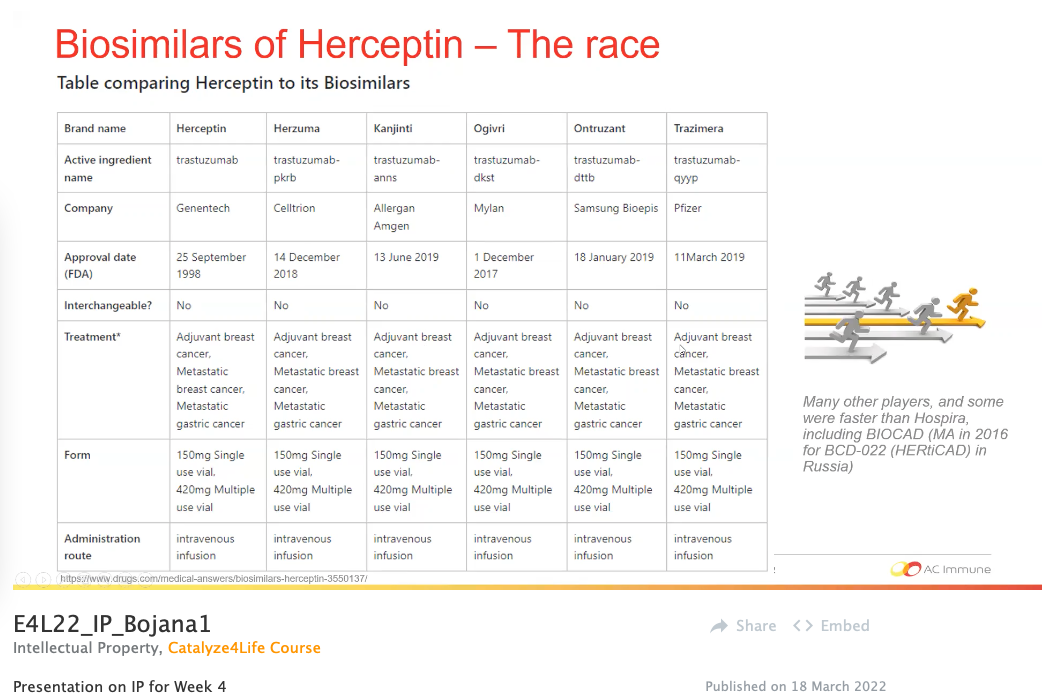 Biosimilars of Herceptin – The race
Table comparing Herceptin to its Biosimilars
Brand name Herceptin Herzuma Kanjinti Ogivri Ontruzant Trazimera
Active ingredient trastuzumab trastuzumab- trastuzumab- trastuzumab- trastuzumab- trastuzumab-
name pkrb anns dkst dttb qyyp
Company Genentech Celltrion Allergan Mylan Samsung Bioepis Pfizer
Amgen
Approval date 25 September 14 December 13 June 2019 1 December 18 January 2019 11March 2019
(FDA) 1998 2018 2017
Interchangeable? No No No No No No
Treatment* Adjuvant breast Adjuvant breast Adjuvant breast Adjuvant breast Adjuvant breast Adjuvant breast
cancer, cancer, cancer, cancer, cancer, cancer,
Metastatic Metastatic breast Metastatic breast Metastatic breast Metastatic breast Metastatic breast
breast cancer, cancer, cancer, cancer, cancer, cancer,
Metastatic Metastatic Metastatic Metastatic Metastatic Metastatic
gastric cancer gastric cancer gastric cancer gastric cancer gastric cancer gastric cancer
Form 150mg Single 150mg Single 150mg Single 150mg Single 150mg Single 150mg Single
use vial, use vial, use vial, use vial, use vial, use vial,
420mg Multiple 420mg Multiple 420mg Multiple 420mg Multiple 420mg Multiple 420mg Multiple
use vial use vial use vial use vial use vial use vial
Administration intravenous intravenous intravenous intravenous intravenous intravenous
route infusion infusion infusion infusion infusion infusion
Many other players, and some
were faster than Hospira,
including BIOCAD (MA in 2016
for BCD-022 (HERtiCAD) in
Russia)
https://www.drugs.com/medical-answers/biosimilars-herceptin-3550137/
AC Immune
E4L22_IP_Bojana1
Intellectual Property, Catalyze4Life Course
Share Embed
Presentation on IP for Week 4
Published on 18 March 2022